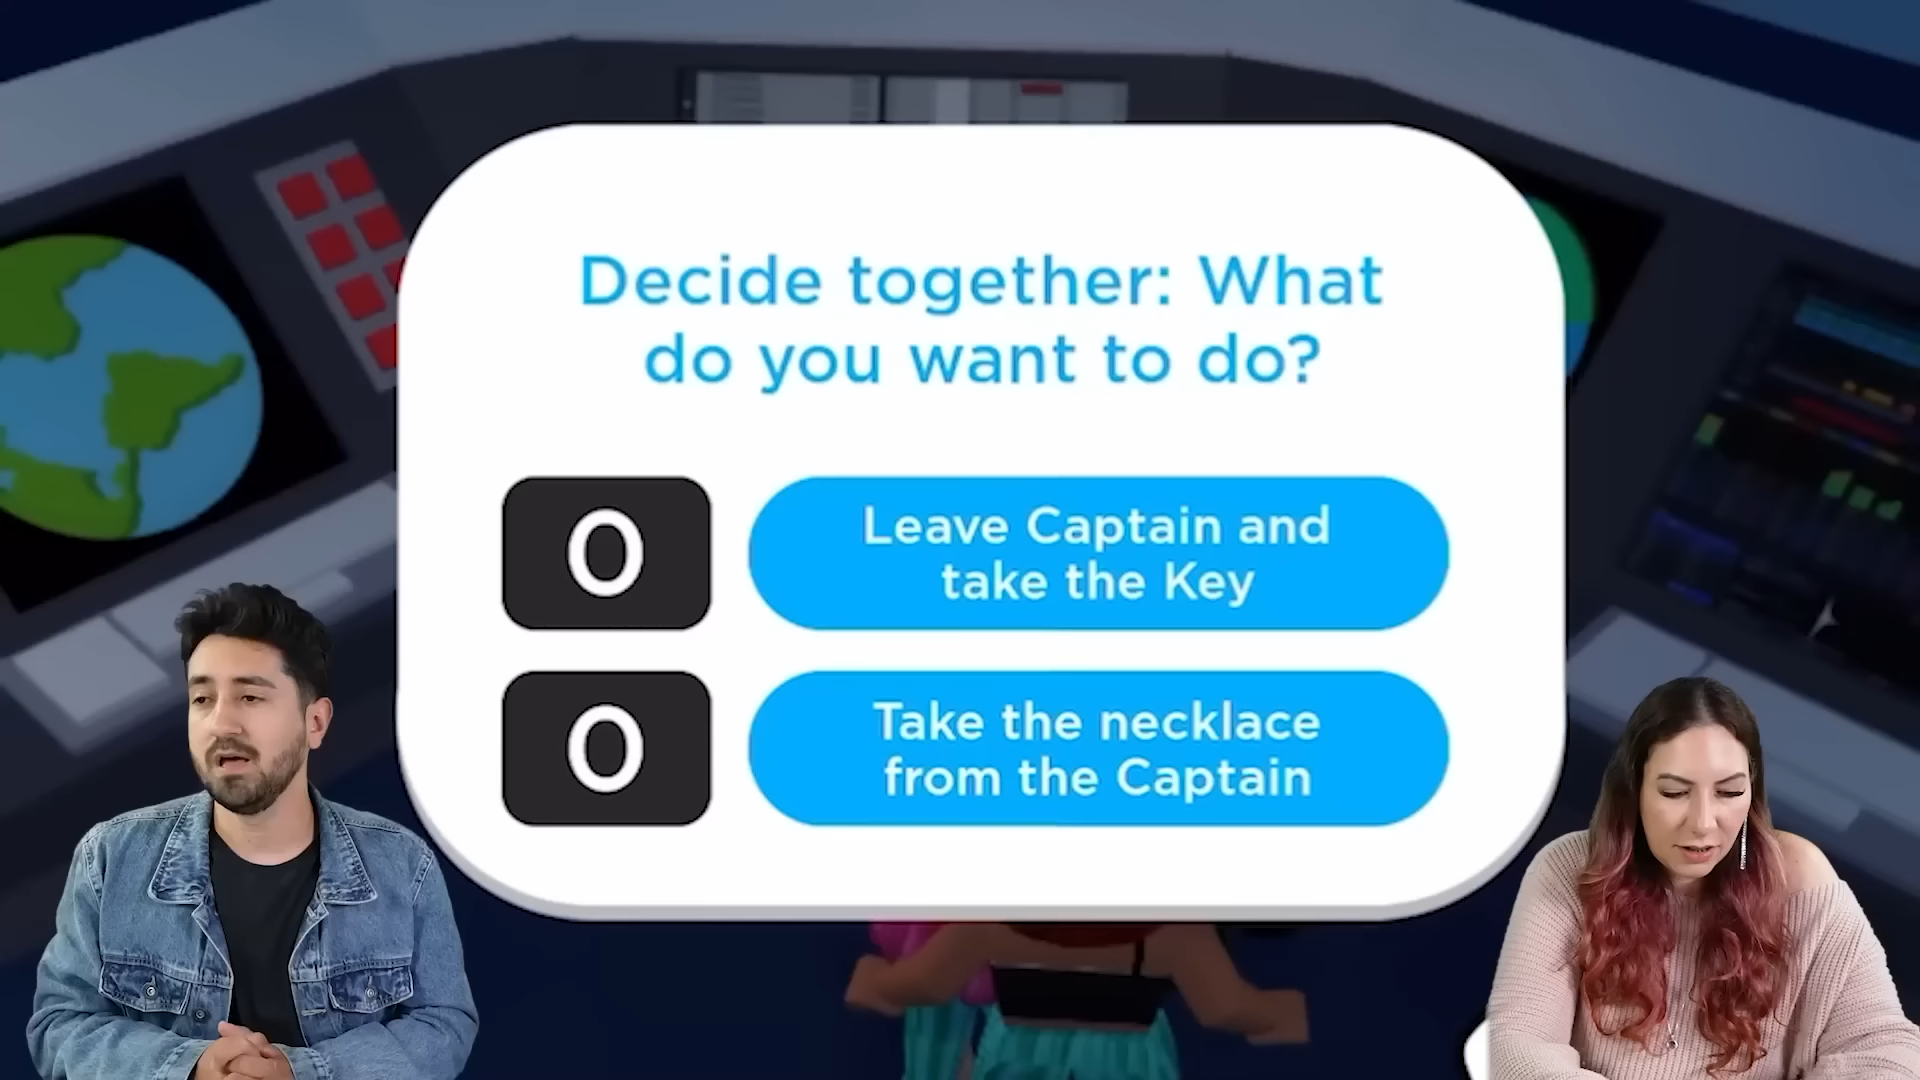 Decide together: What
do you want to do?
0
Leave Captain and
take the Key
0
Take the necklace
from the Captain